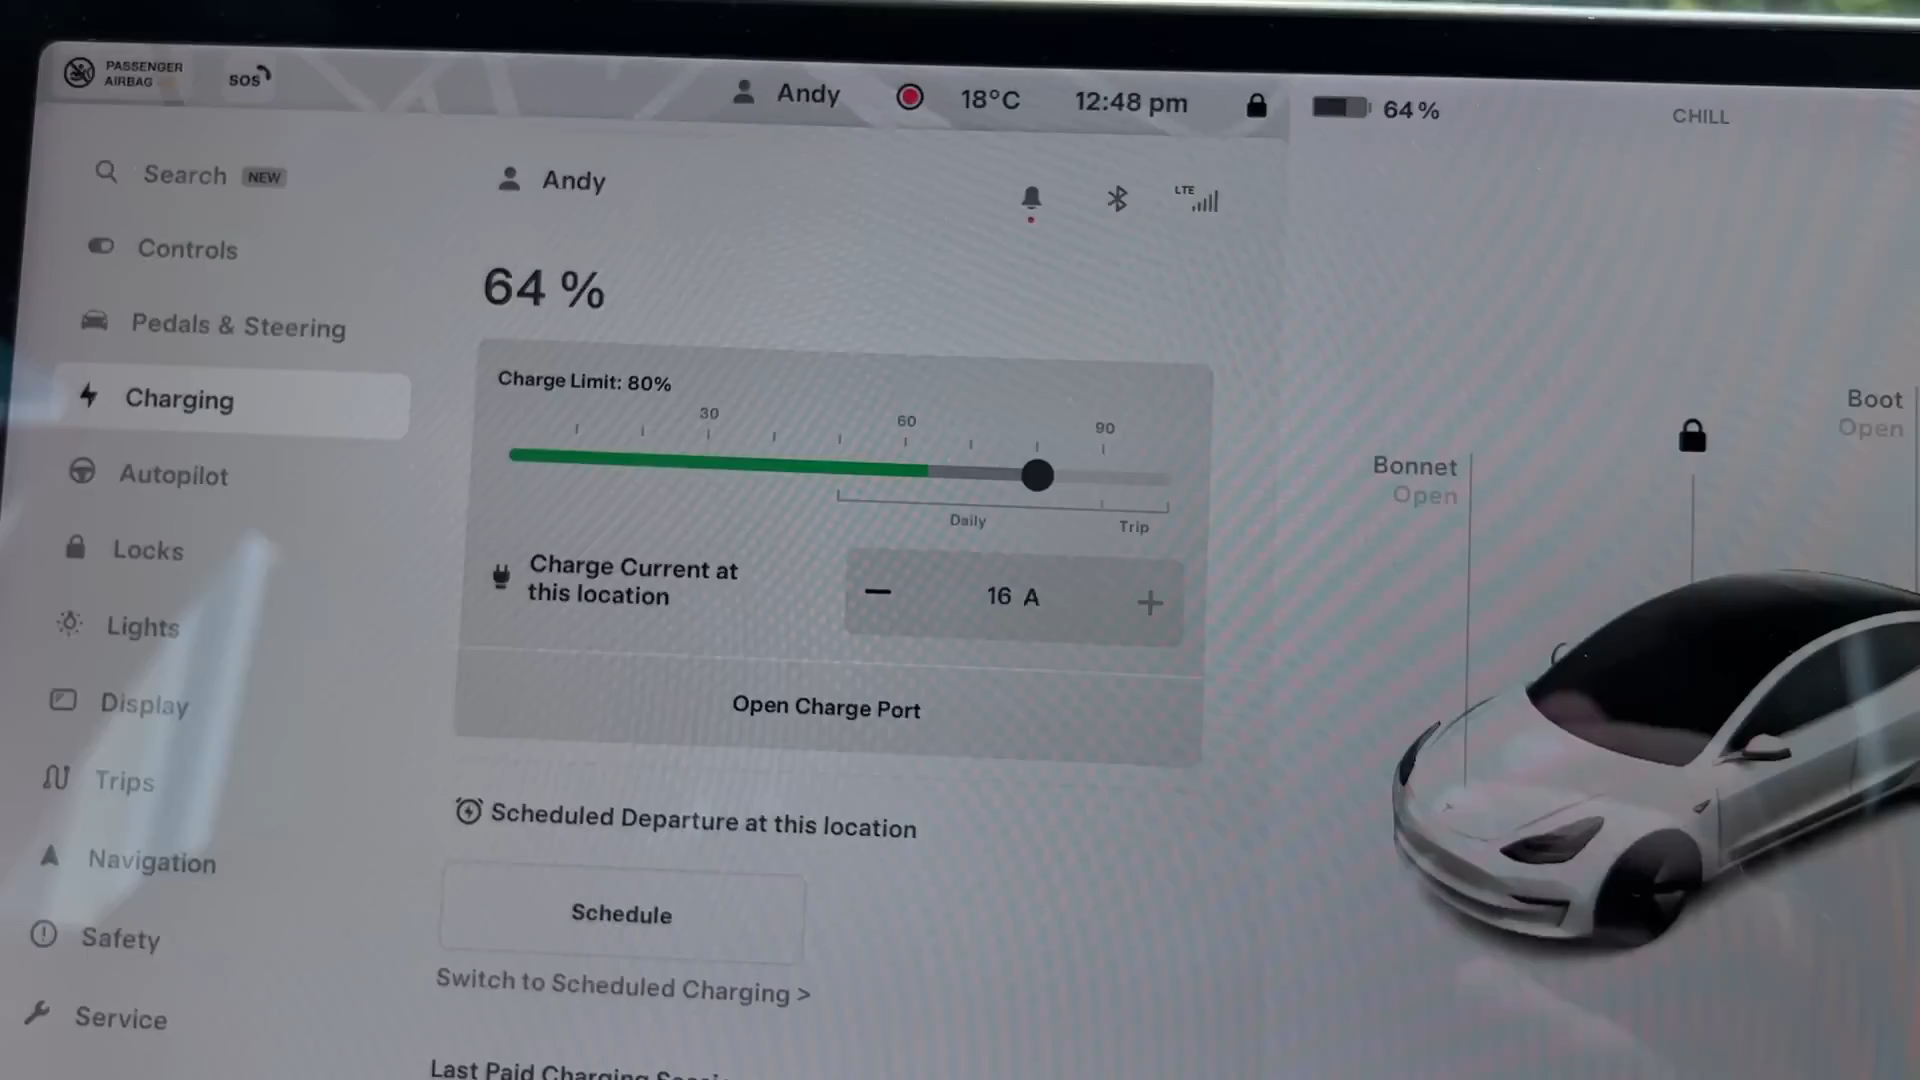 PASSENGER
AIRBAG
SOS
Andy
18°C
12:48 pm
64 %
CHILL
Search NEW
Controls
Pedals & Steering
Charging
Autopilot
Locks
Lights
Display
Trips
Navigation
Safety
Service
Andy
LTE
64 %
Charge Limit: 80%
30
60
90
Daily
Trip
Charge Current at
this location
16 A
Open Charge Port
Scheduled Departure at this location
Schedule
Switch to Scheduled Charging >
Last Paid Charging
Bonnet
Open
Boot
Open